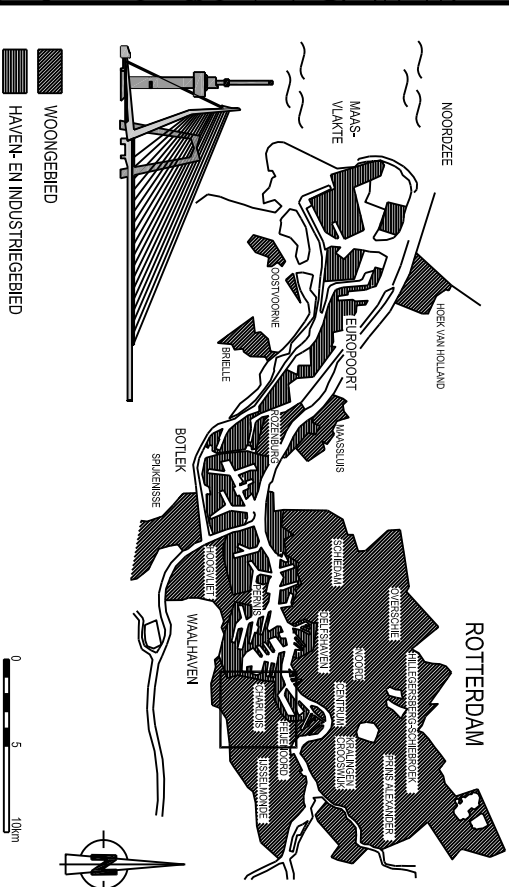 ROTTERDAM
NOORDZEE
MAAS-
VLAKTE
HOEK VAN HOLLAND
OOSTVOORNE
EUROPOORT
BRIELLE
MAASSLUIS
ROZENBURG
BOTLEK
SPIJKENISSE
HOOGVLIET
PERNIS
WAALHAVEN
SCHIEDAM
OVERSCHIE
HILLEGERSBERG-SCHIEBROEK
DELFSHAVEN
NOORD
CENTRUM
KRALINGEN
CROOSWIJK
PRINS ALEXANDER
CHARLOIS
FEIJENOORD
IJSSELMONDE
WOONGEBIED
HAVEN- EN INDUSTRIEGEBIED
0 5 10km
N